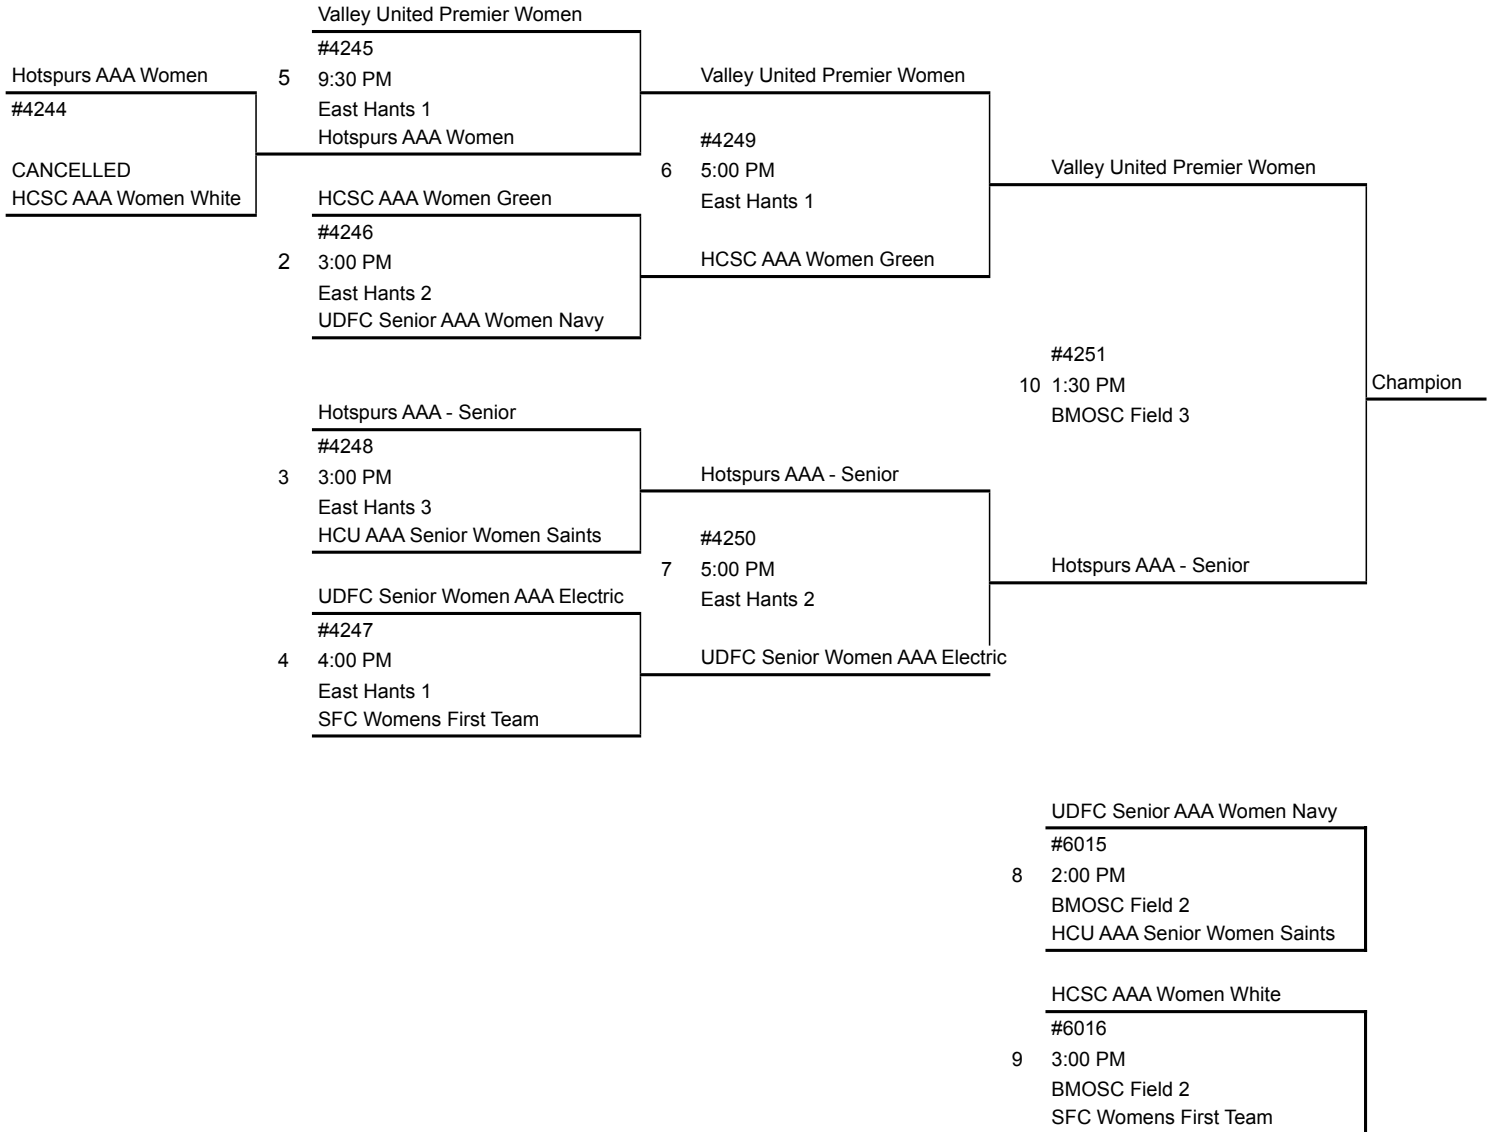 Hotspurs AAA Women
#4244
CANCELLED
HCSC AAA Women White
Valley United Premier Women
#4245
5 9:30 PM
East Hants 1
Hotspurs AAA Women
HCSC AAA Women Green
#4246
2 3:00 PM
East Hants 2
UDFC Senior AAA Women Navy
Hotspurs AAA - Senior
#4248
3 3:00 PM
East Hants 3
HCU AAA Senior Women Saints
UDFC Senior Women AAA Electric
#4247
4 4:00 PM
East Hants 1
SFC Womens First Team
Valley United Premier Women
#4249
6 5:00 PM
East Hants 1
HCSC AAA Women Green
Hotspurs AAA - Senior
#4250
7 5:00 PM
East Hants 2
UDFC Senior Women AAA Electric
Valley United Premier Women
#4251
10 1:30 PM
BMOSC Field 3
Hotspurs AAA - Senior
Champion
UDFC Senior AAA Women Navy
#6015
8 2:00 PM
BMOSC Field 2
HCU AAA Senior Women Saints
HCSC AAA Women White
#6016
9 3:00 PM
BMOSC Field 2
SFC Womens First Team